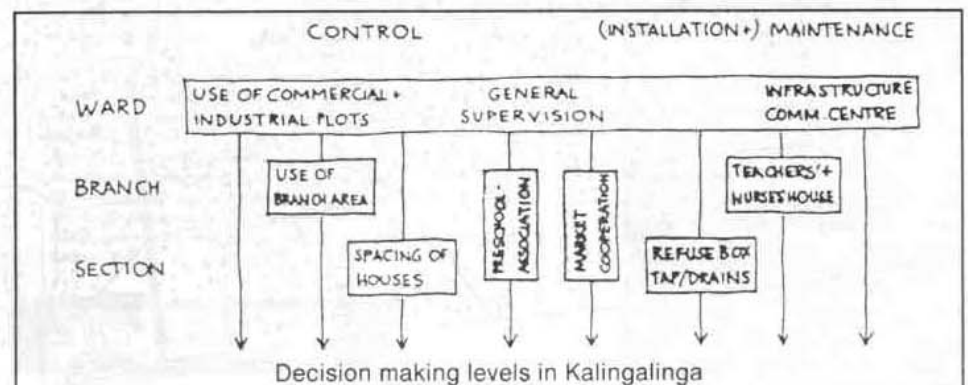 CONTROL (INSTALLATION+) MAINTENANCE
WARD
USE OF COMMERCIAL +
INDUSTRIAL PLOTS
GENERAL
SUPERVISION
INFRASTRUCTURE
COMM. CENTRE
BRANCH
USE OF
BRANCH AREA
PRESCHOOL-
ASSOCIATION
MARKET
COOPERATION
TEACHERS'+
NURSES HOUSE
SECTION
SPACING OF
HOUSES
REFUSE BOX
TAP/DRAINS
Decision making levels in Kalingalinga